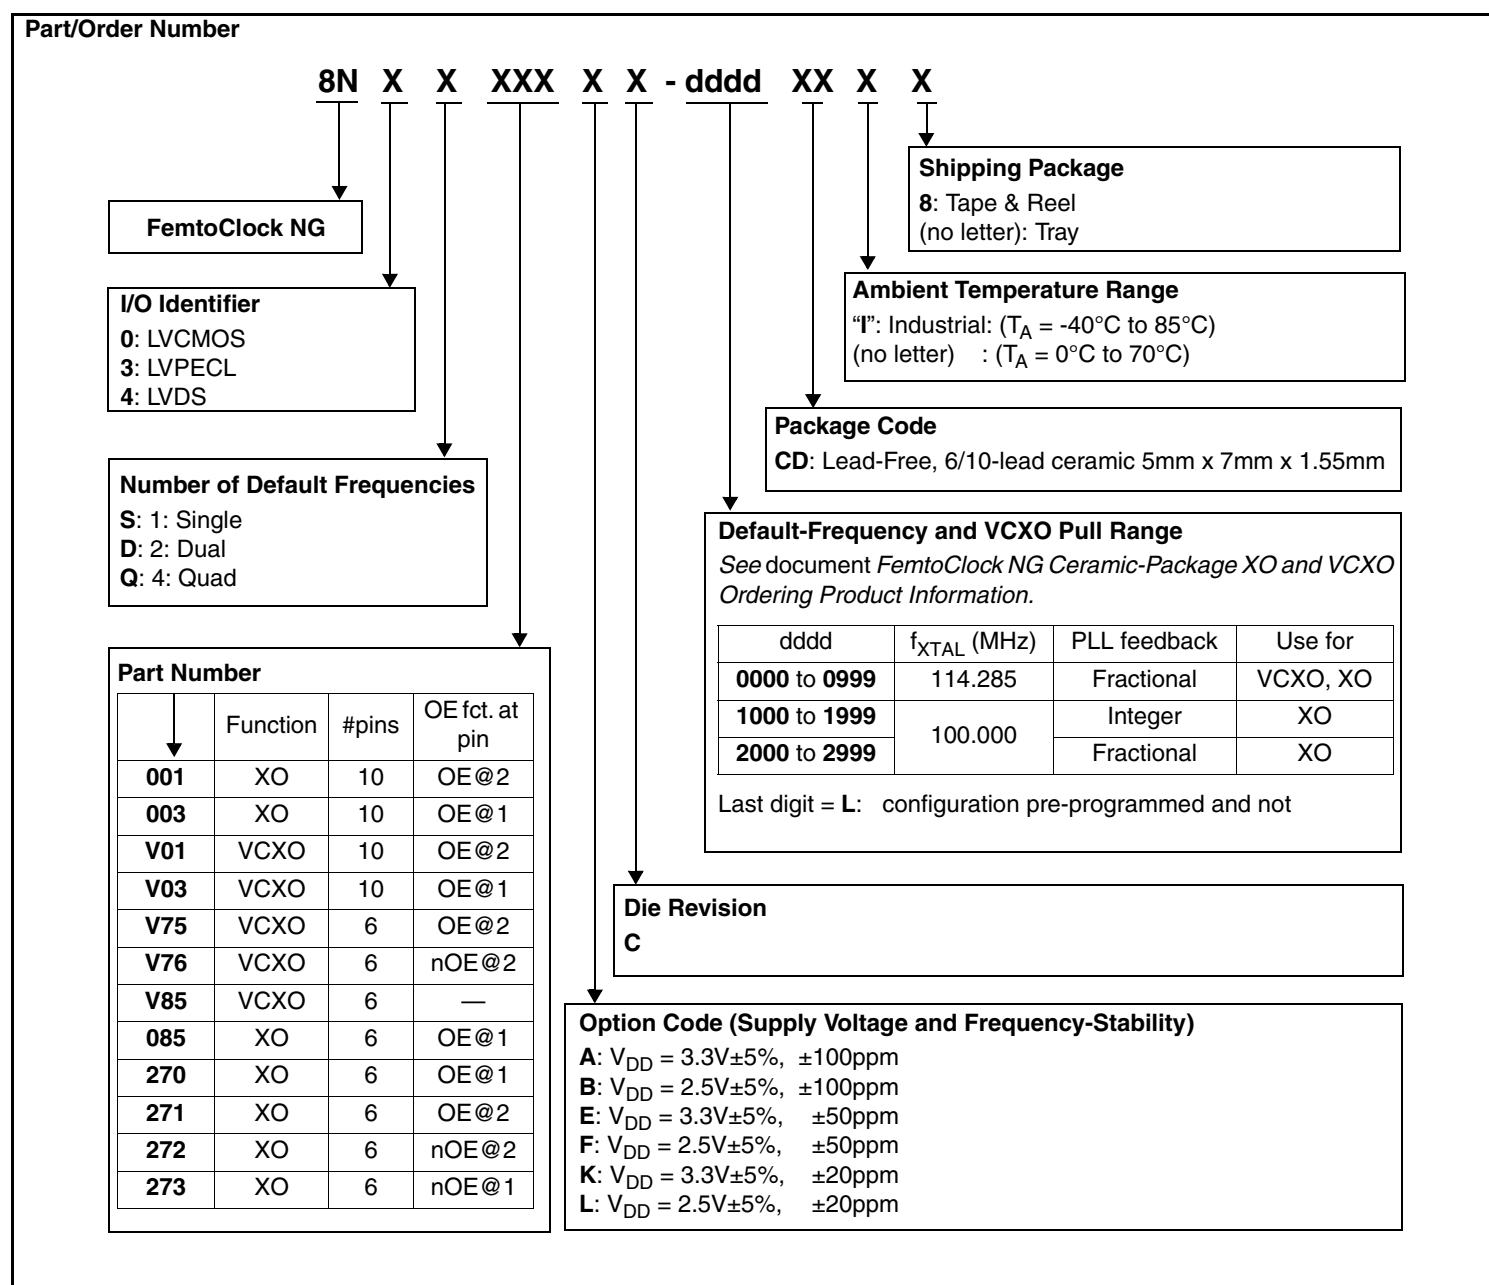 Part/Order Number
8N X X XXX X X - dddd XX X X
Shipping Package
8: Tape & Reel
(no letter): Tray
FemtoClock NG
Ambient Temperature Range
“I”: Industrial: (TA = -40°C to 85°C)
(no letter) : (TA = 0°C to 70°C)
I/O Identifier
0: LVCMOS
3: LVPECL
4: LVDS
Package Code
CD: Lead-Free, 6/10-lead ceramic 5mm x 7mm x 1.55mm
Number of Default Frequencies
S: 1: Single
D: 2: Dual
Q: 4: Quad
Default-Frequency and VCXO Pull Range
See document FemtoClock NG Ceramic-Package XO and VCXO
Ordering Product Information.
dddd fXTAL (MHz) PLL feedback Use for
0000 to 0999 114.285 Fractional VCXO, XO
1000 to 1999 100.000 Integer XO
2000 to 2999 Fractional XO
Last digit = L: configuration pre-programmed and not
Part Number
Function #pins OE fct. at
pin
001 XO 10 OE@2
003 XO 10 OE@1
V01 VCXO 10 OE@2
V03 VCXO 10 OE@1
V75 VCXO 6 OE@2
V76 VCXO 6 nOE@2
V85 VCXO 6 —
085 XO 6 OE@1
270 XO 6 OE@1
271 XO 6 OE@2
272 XO 6 nOE@2
273 XO 6 nOE@1
Die Revision
C
Option Code (Supply Voltage and Frequency-Stability)
A: VDD = 3.3V±5%, ±100ppm
B: VDD = 2.5V±5%, ±100ppm
E: VDD = 3.3V±5%, ±50ppm
F: VDD = 2.5V±5%, ±50ppm
K: VDD = 3.3V±5%, ±20ppm
L: VDD = 2.5V±5%, ±20ppm